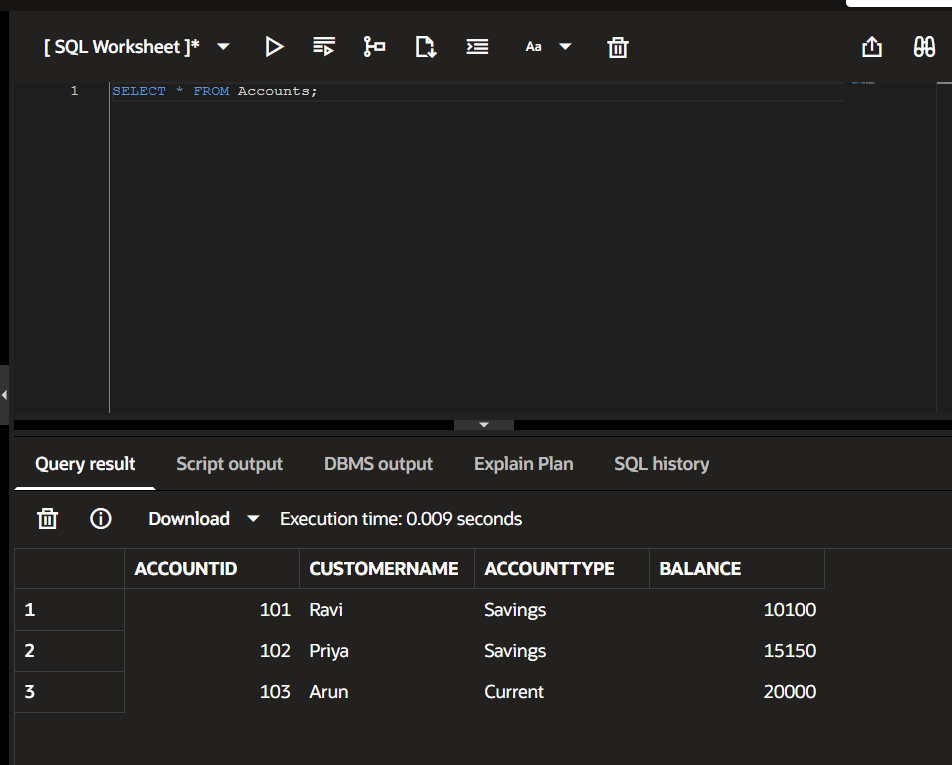 [ SQL Worksheet ]* Aa
1 SELECT * FROM Accounts;
Query result Script output DBMS output Explain Plan SQL history
Download Execution time: 0.009 seconds
ACCOUNTID CUSTOMERNAME ACCOUNTTYPE BALANCE
1 101 Ravi Savings 10100
2 102 Priya Savings 15150
3 103 Arun Current 20000